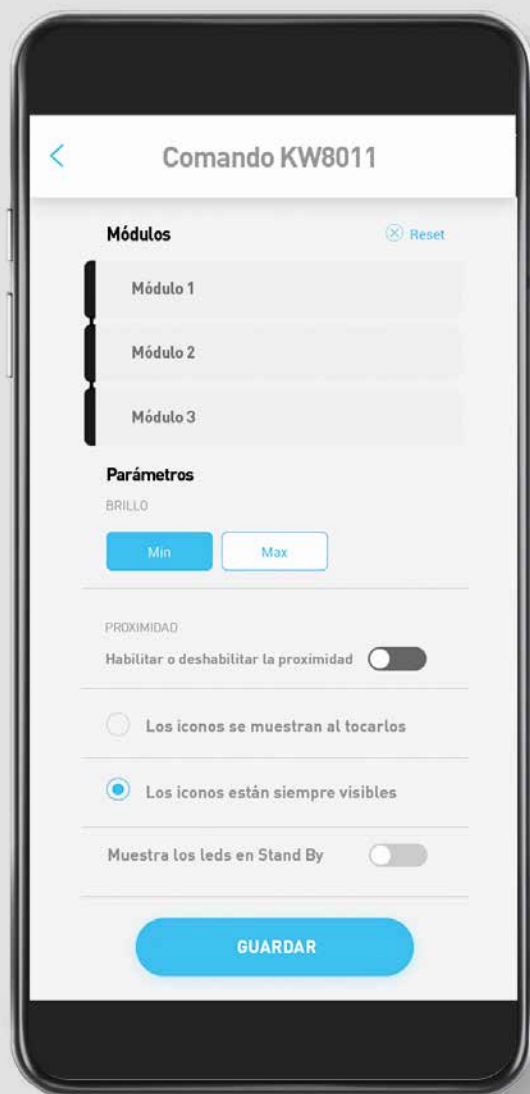 Comando KW8011
Módulos
Reset
Módulo 1
Módulo 2
Módulo 3
Parámetros
BRILLO
Min
Max
PROXIMIDAD
Habilitar o deshabilitar la proximidad
Los iconos se muestran al tocarlos
Los iconos están siempre visibles
Muestra los leds en Stand By
GUARDAR